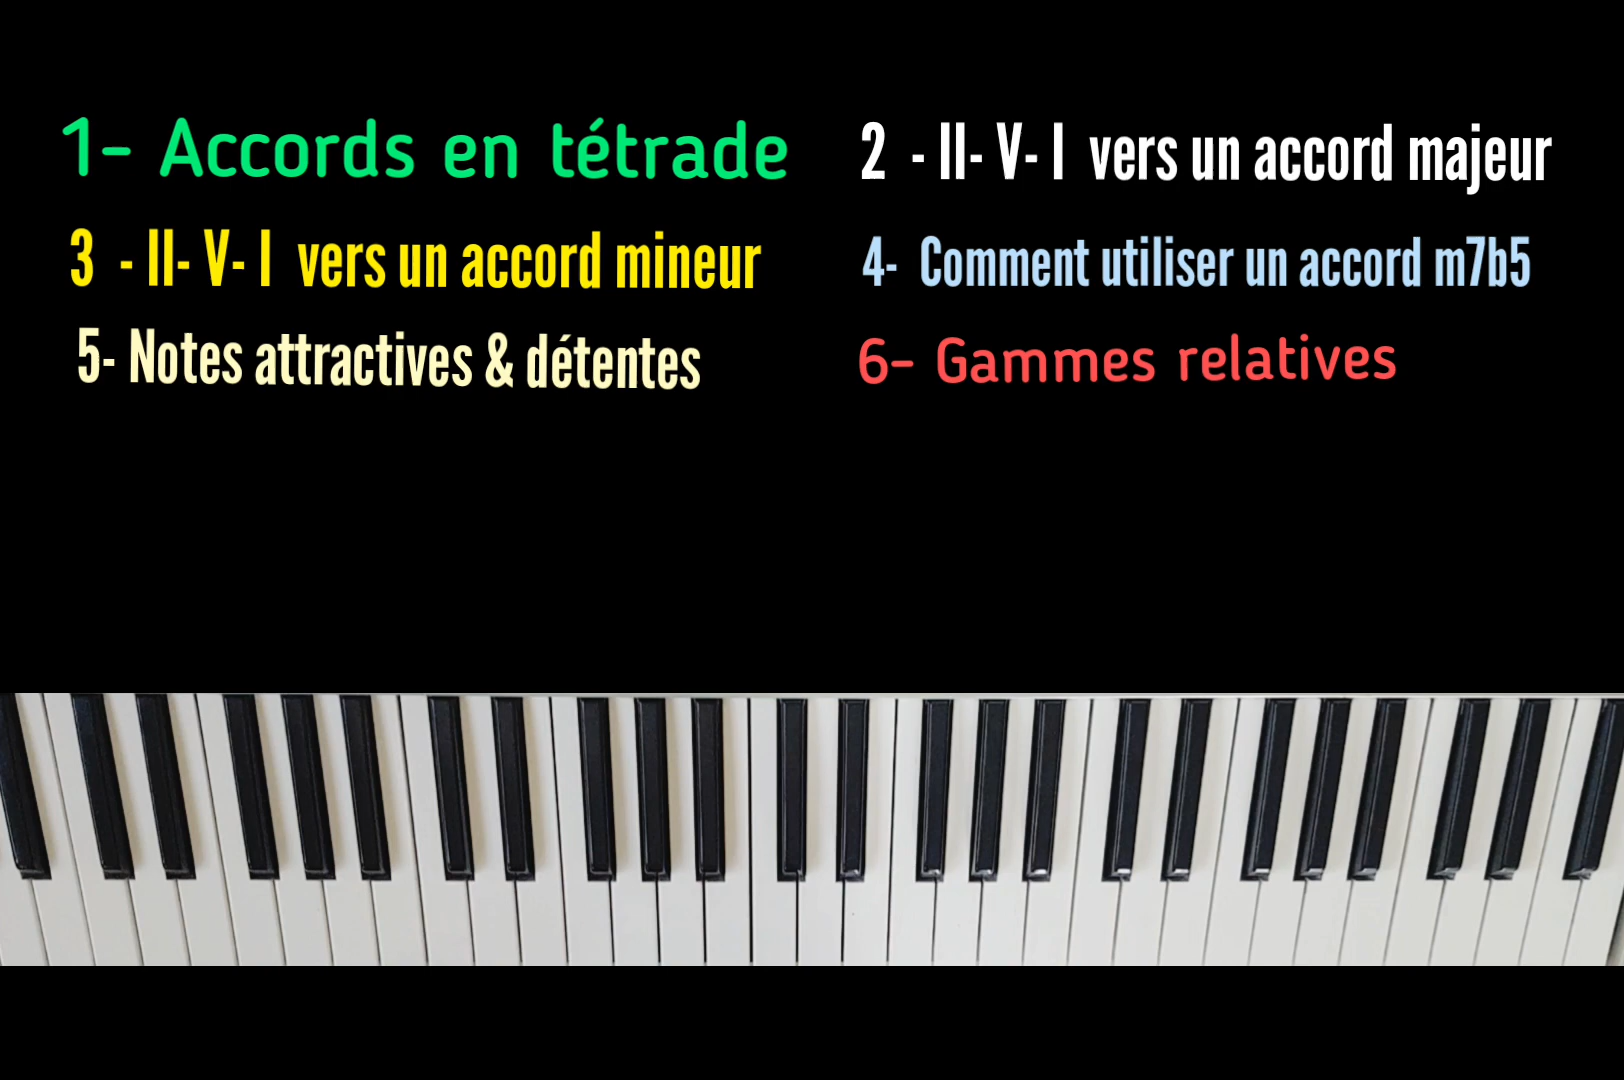 1- Accords en tétrade
2 - II- V- I vers un accord majeur
3 - II- V- I vers un accord mineur
4- Comment utiliser un accord m7b5
5- Notes attractives & détentes
6- Gammes relatives